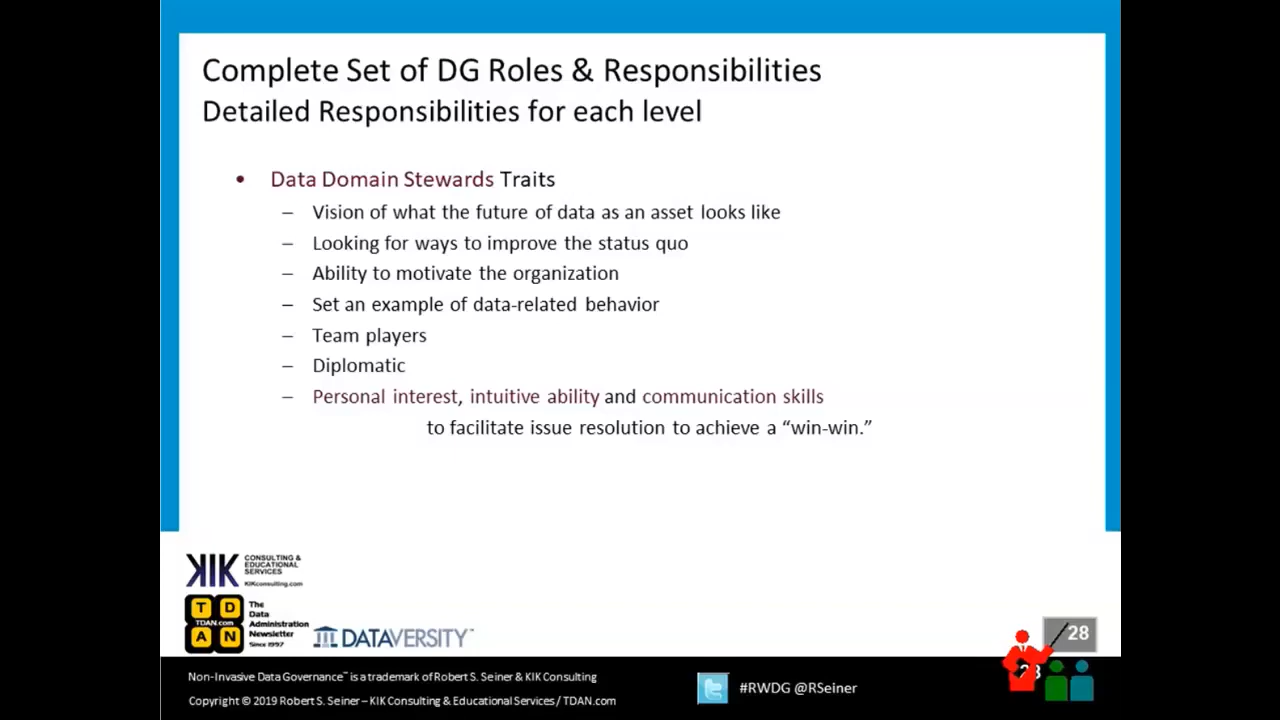 Complete Set of DG Roles & Responsibilities
Detailed Responsibilities for each level
• Data Domain Stewards Traits
– Vision of what the future of data as an asset looks like
– Looking for ways to improve the status quo
– Ability to motivate the organization
– Set an example of data-related behavior
– Team players
– Diplomatic
– Personal interest, intuitive ability and communication skills
to facilitate issue resolution to achieve a “win-win.”
KIK
CONSULTING &
EDUCATIONAL
SERVICES
KIKconsulting.com
T D
TDAN.com
A N
The
Data
Administration
Newsletter
Since 1997
DATAVERSITY™
28
Non-Invasive Data Governance™ is a trademark of Robert S. Seiner & KIK Consulting
Copyright © 2019 Robert S. Seiner – KIK Consulting & Educational Services / TDAN.com
#RWDG @RSeiner